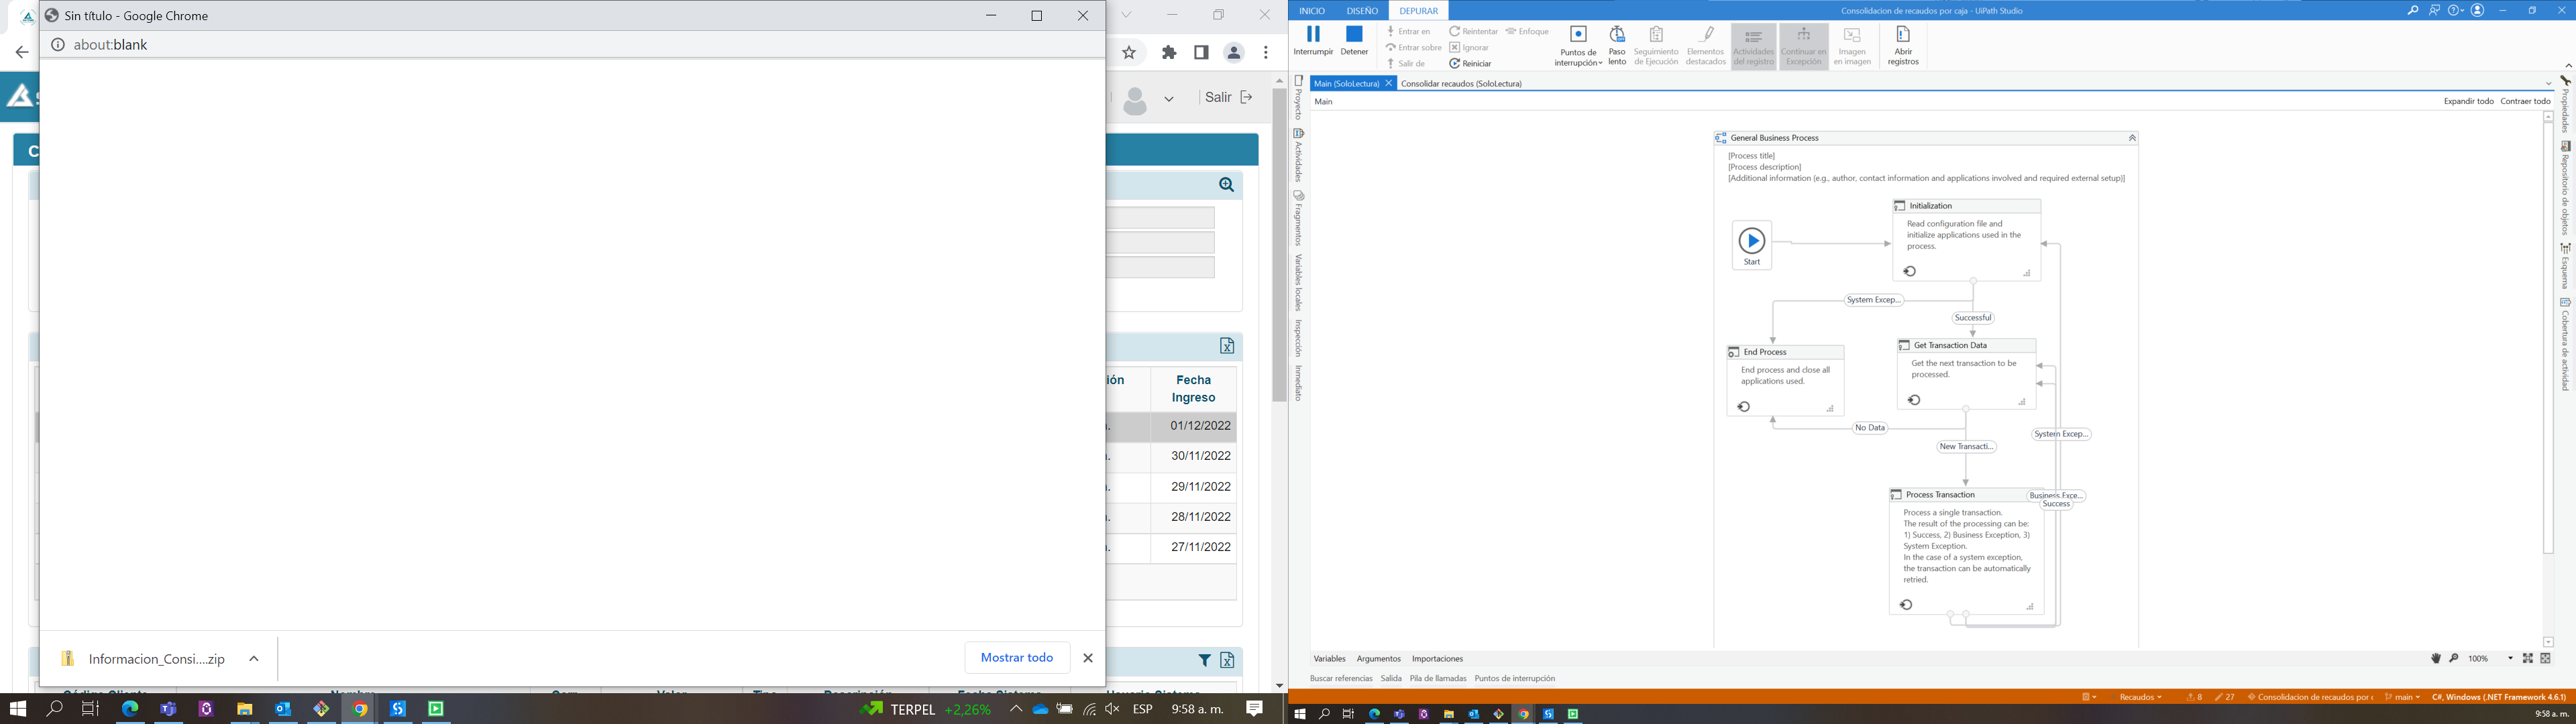 Sin título - Google Chrome
about:blank
Salir
ión
Fecha
Ingreso
01/12/2022
30/11/2022
29/11/2022
28/11/2022
27/11/2022
Informacion_Consi....zip
Mostrar todo
Código Cliente
Nombre
Valor
Tipo
Descripción
Fecha Sistema
Usuario Sistema
TERPEL +2,26%
ESP
9:58 a. m.
INICIO
DISEÑO
DEPURAR
Consolidacion de recaudos por caja - UiPath Studio
Interrumpir
Detener
Entrar en
Entrar sobre
Salir de
Reintentar
Ignorar
Reiniciar
Enfoque
Puntos de
interrupción
Paso
lento
Seguimiento
de Ejecución
Elementos
destacados
Actividades
del registro
Continuar en
Excepción
Imagen
en imagen
Abrir
registros
Main (SoloLectura)
Consolidar recaudos (SoloLectura)
Main
Expandir todo
Contraer todo
Proyecto
Actividades
Fragmentos
Variables locales
Inspección
Inmediato
General Business Process
[Process title]
[Process description]
[Additional information (e.g., author, contact information and applications involved and required external setup)]
Start
Initialization
Read configuration file and
initialize applications used in the
process.
System Excep...
Successful
End Process
End process and close all
applications used.
Get Transaction Data
Get the next transaction to be
processed.
No Data
New Transacti...
System Excep...
Process Transaction
Business Exce...
Success
Process a single transaction.
The result of the processing can be:
1) Success, 2) Business Exception, 3)
System Exception.
In the case of a system exception,
the transaction can be automatically
retried.
Propiedades
Repositorio de objetos
Esquema
Cobertura de actividad
Variables
Argumentos
Importaciones
100%
Buscar referencias
Salida
Pila de llamadas
Puntos de interrupción
Recaudos
8
27
Consolidacion de recaudos por c
main
C#, Windows (.NET Framework 4.6.1)
9:58 a. m.